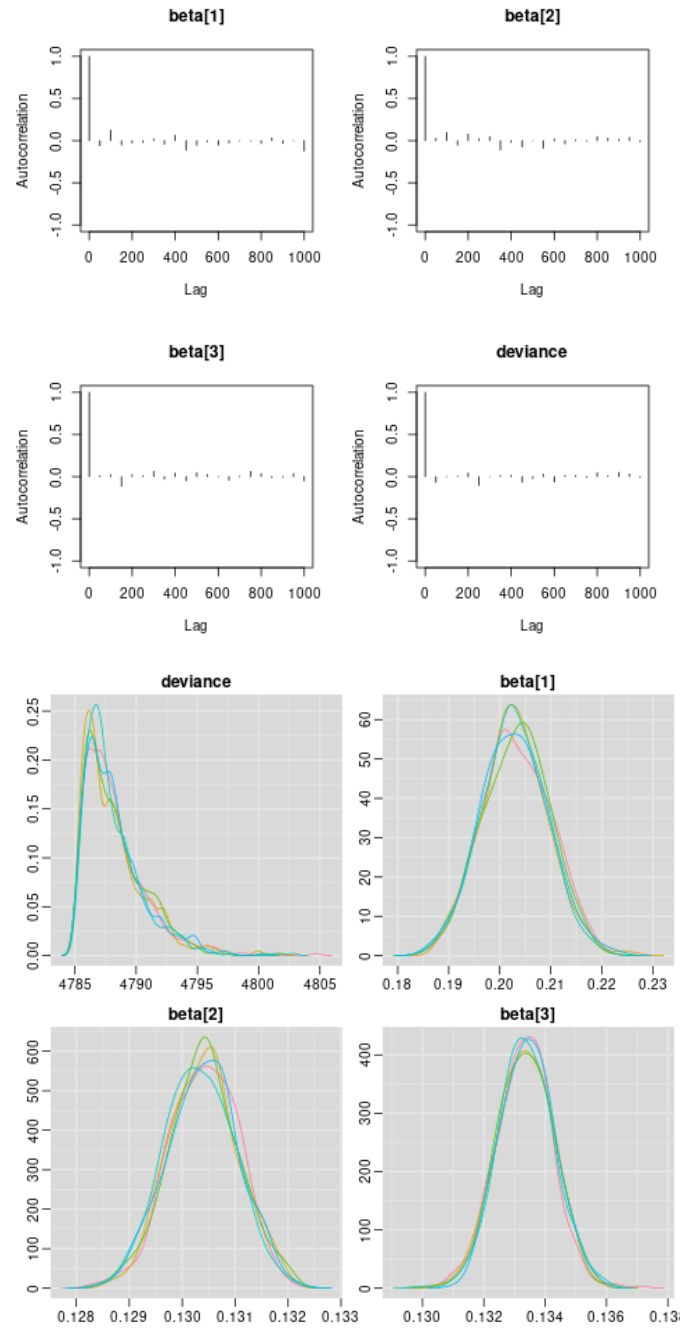 beta[1] beta[2]
Autocorrelation 1.0 0.5 0.0 -0.5 -1.0
0 200 400 600 800 1000
Lag
Autocorrelation 1.0 0.5 0.0 -0.5 -1.0
0 200 400 600 800 1000
Lag
beta[3] deviance
Autocorrelation 1.0 0.5 0.0 -0.5 -1.0
0 200 400 600 800 1000
Lag
Autocorrelation 1.0 0.5 0.0 -0.5 -1.0
0 200 400 600 800 1000
Lag
deviance beta[1]
0.25 0.20 0.15 0.10 0.05 0.00
4785 4790 4795 4800 4805
60 50 40 30 20 10 0
0.18 0.19 0.20 0.21 0.22 0.23
beta[2] beta[3]
600 500 400 300 200 100 0
0.128 0.129 0.130 0.131 0.132 0.133
400 300 200 100 0
0.130 0.132 0.134 0.136